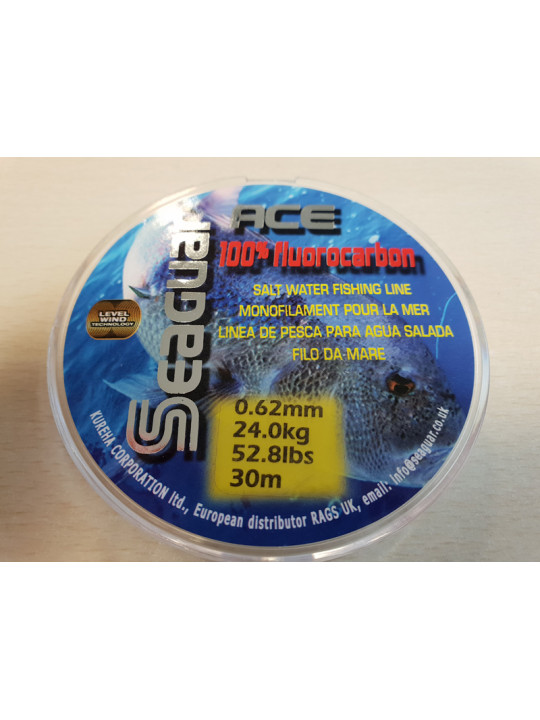 Seaguar
ACE
100% fluorocarbon
SALT WATER FISHING LINE
MONOFILAMENT POUR LA MER
LINEA DE PESCA PARA AGUA SALADA
FILO DA MARE
LEVEL
WIND
TECHNOLOGY
0.62mm
24.0kg
52.8lbs
30m
KUREHA CORPORATION ltd., European distributor RAGS UK, email: info@seaguar.co.uk